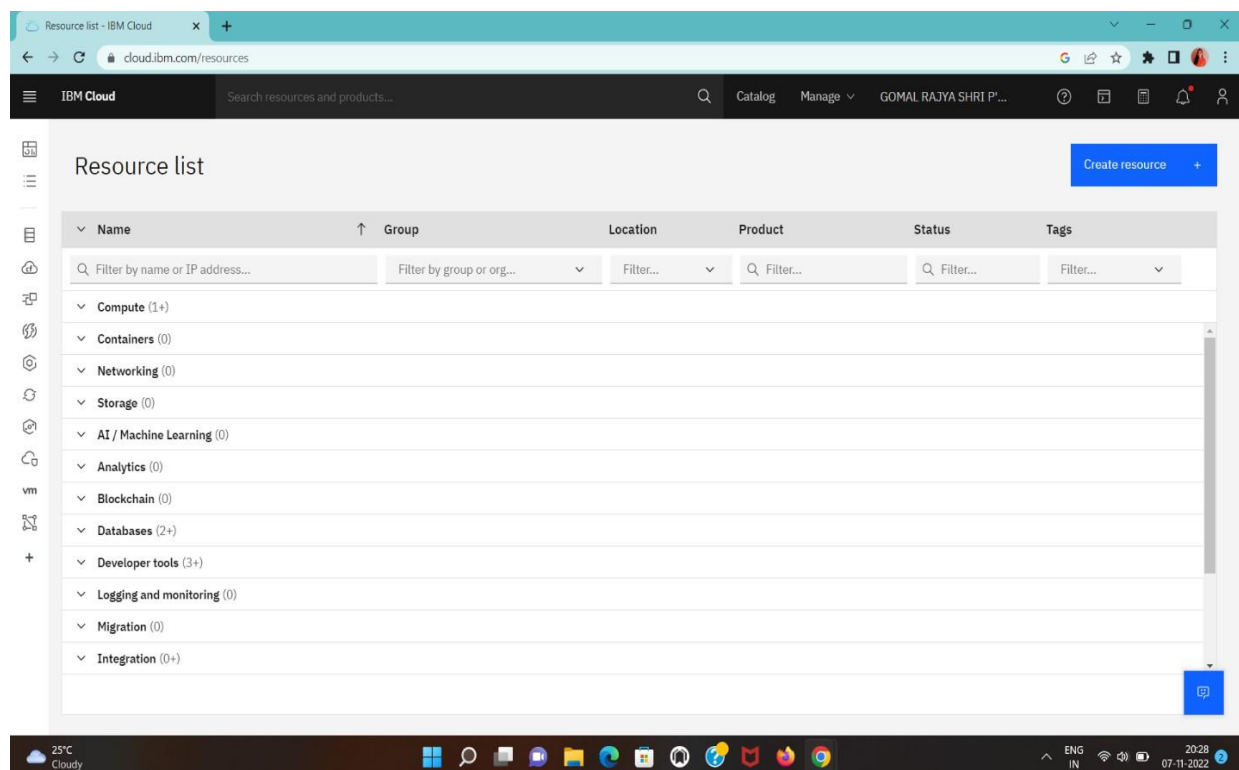 Resource list - IBM Cloud
cloud.ibm.com/resources
IBM Cloud
Search resources and products...
Catalog
Manage
GOMAL RAJYA SHRI P'...
Resource list
Create resource +
Name Group Location Product Status Tags
Filter by name or IP address... Filter by group or org... Filter... Filter... Filter... Filter...
Compute (1+)
Containers (0)
Networking (0)
Storage (0)
AI / Machine Learning (0)
Analytics (0)
Blockchain (0)
Databases (2+)
vm
Developer tools (3+)
Logging and monitoring (0)
Migration (0)
Integration (0+)
25°C
Cloudy
ENG
IN
20:28
07-11-2022
2